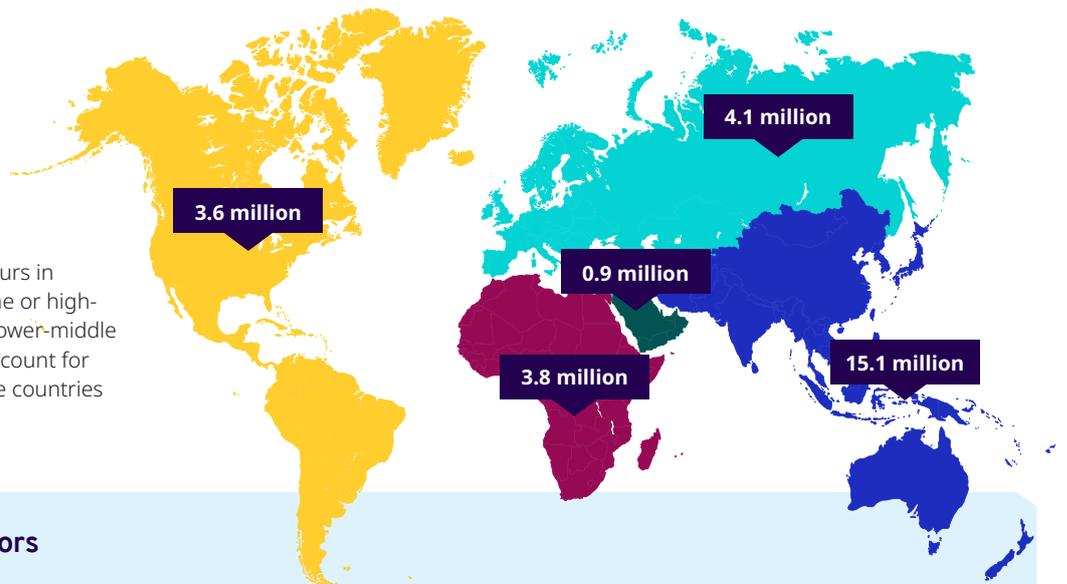 4.1 million
3.6 million
0.9 million
15.1 million
3.8 million
urs in
e or high-
ower-middle
count for
e countries
ors